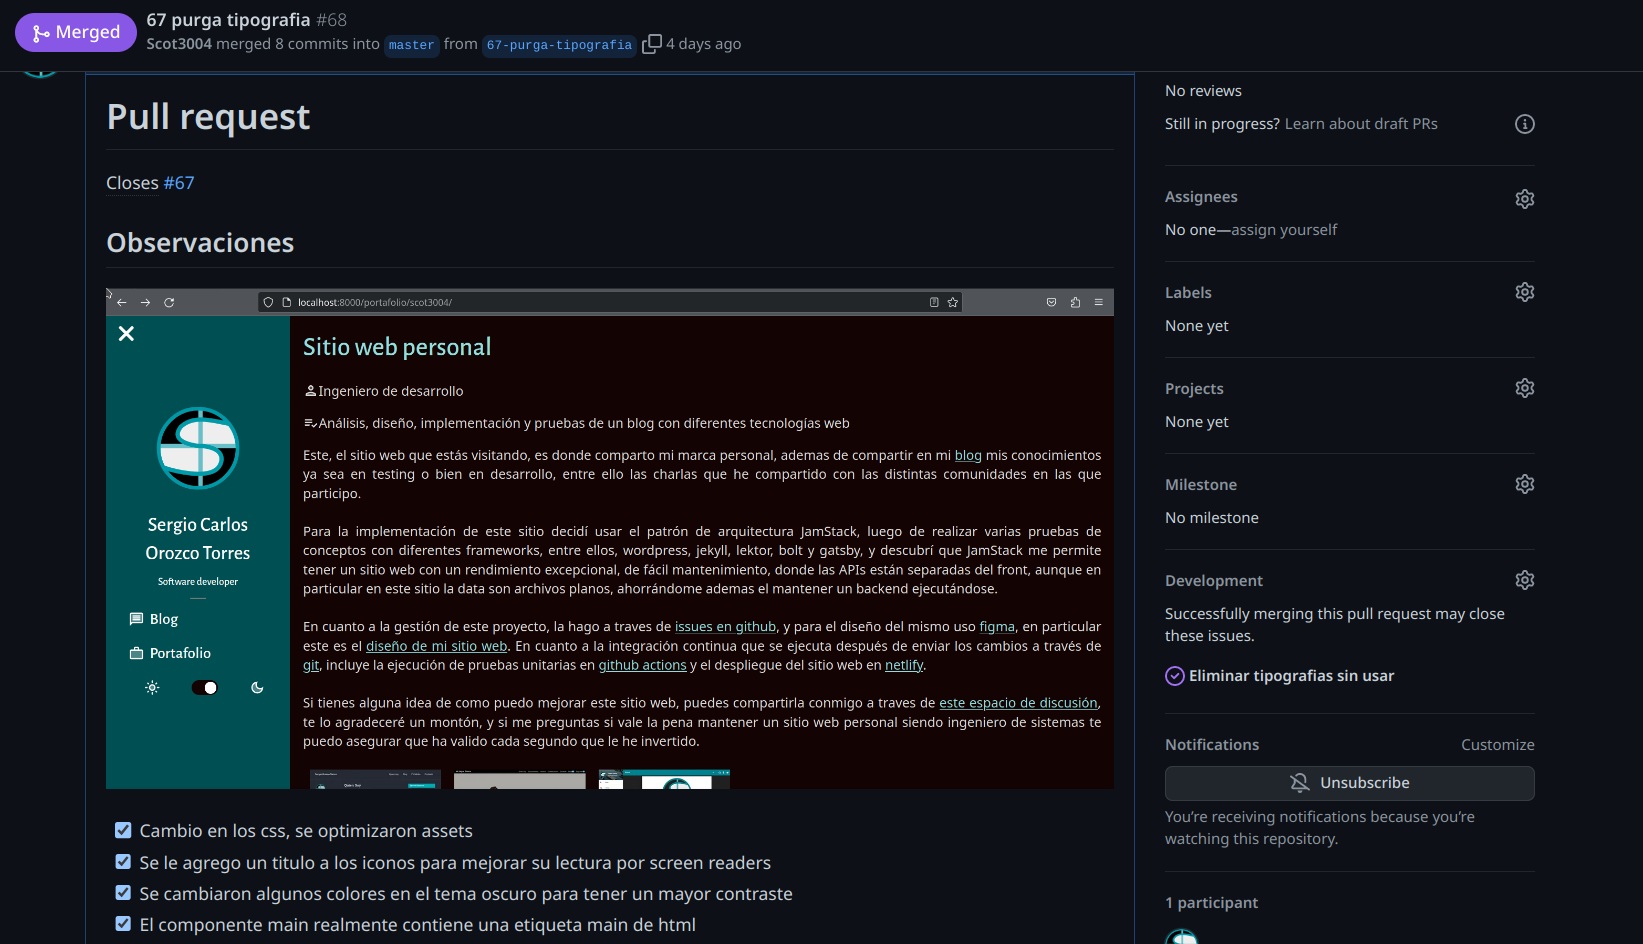 Merged
67 purga tipografia #68
Scot3004 merged 8 commits into master from 67-purga-tipografia 4 days ago
Pull request
Closes #67
Observaciones
localhost:8000/portafolio/scot3004/
Sergio Carlos
Orozco Torres
Software developer
Blog
Portafolio
Sitio web personal
Ingeniero de desarrollo
Análisis, diseño, implementación y pruebas de un blog con diferentes tecnologías web
Este, el sitio web que estás visitando, es donde comparto mi marca personal, ademas de compartir en mi blog mis conocimientos
ya sea en testing o bien en desarrollo, entre ello las charlas que he compartido con las distintas comunidades en las que
participo.
Para la implementación de este sitio decidí usar el patrón de arquitectura JamStack, luego de realizar varias pruebas de
conceptos con diferentes frameworks, entre ellos, wordpress, jekyll, lektor, bolt y gatsby, y descubrí que JamStack me permite
tener un sitio web con un rendimiento excepcional, de fácil mantenimiento, donde las APIs están separadas del front, aunque en
particular en este sitio la data son archivos planos, ahorrándome ademas el mantener un backend ejecutándose.
En cuanto a la gestión de este proyecto, la hago a traves de issues en github, y para el diseño del mismo uso figma, en particular
este es el diseño de mi sitio web. En cuanto a la integración continua que se ejecuta después de enviar los cambios a través de
git, incluye la ejecución de pruebas unitarias en github actions y el despliegue del sitio web en netlify.
Si tienes alguna idea de como puedo mejorar este sitio web, puedes compartirla conmigo a traves de este espacio de discusión,
te lo agradeceré un montón, y si me preguntas si vale la pena mantener un sitio web personal siendo ingeniero de sistemas te
puedo asegurar que ha valido cada segundo que le he invertido.
Cambio en los css, se optimizaron assets
Se le agrego un titulo a los iconos para mejorar su lectura por screen readers
Se cambiaron algunos colores en el tema oscuro para tener un mayor contraste
El componente main realmente contiene una etiqueta main de html
No reviews
Still in progress? Learn about draft PRs
Assignees
No one—assign yourself
Labels
None yet
Projects
None yet
Milestone
No milestone
Development
Successfully merging this pull request may close
these issues.
Eliminar tipografias sin usar
Notifications
Customize
Unsubscribe
You're receiving notifications because you're
watching this repository.
1 participant